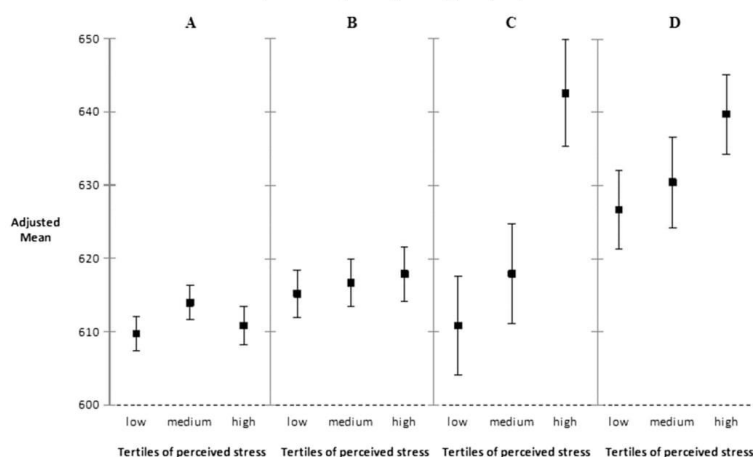 A B C D
650
640
630
Adjusted
Mean
620
610
600
low medium high low medium high low medium high low medium high
Tertiles of perceived stress Tertiles of perceived stress Tertiles of perceived stress Tertiles of perceived stress